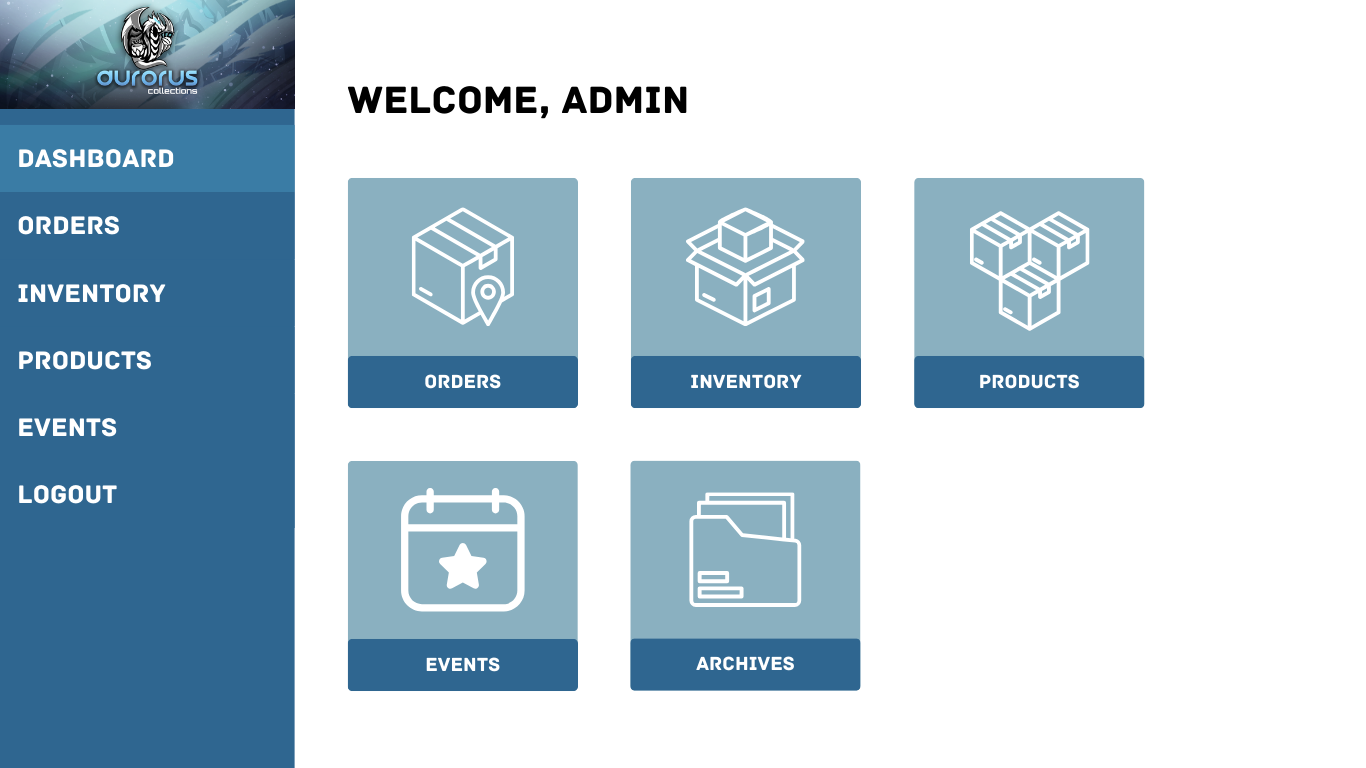 aurorus
collections
DASHBOARD
ORDERS
INVENTORY
PRODUCTS
EVENTS
LOGOUT
WELCOME, ADMIN
ORDERS
INVENTORY
PRODUCTS
EVENTS
ARCHIVES